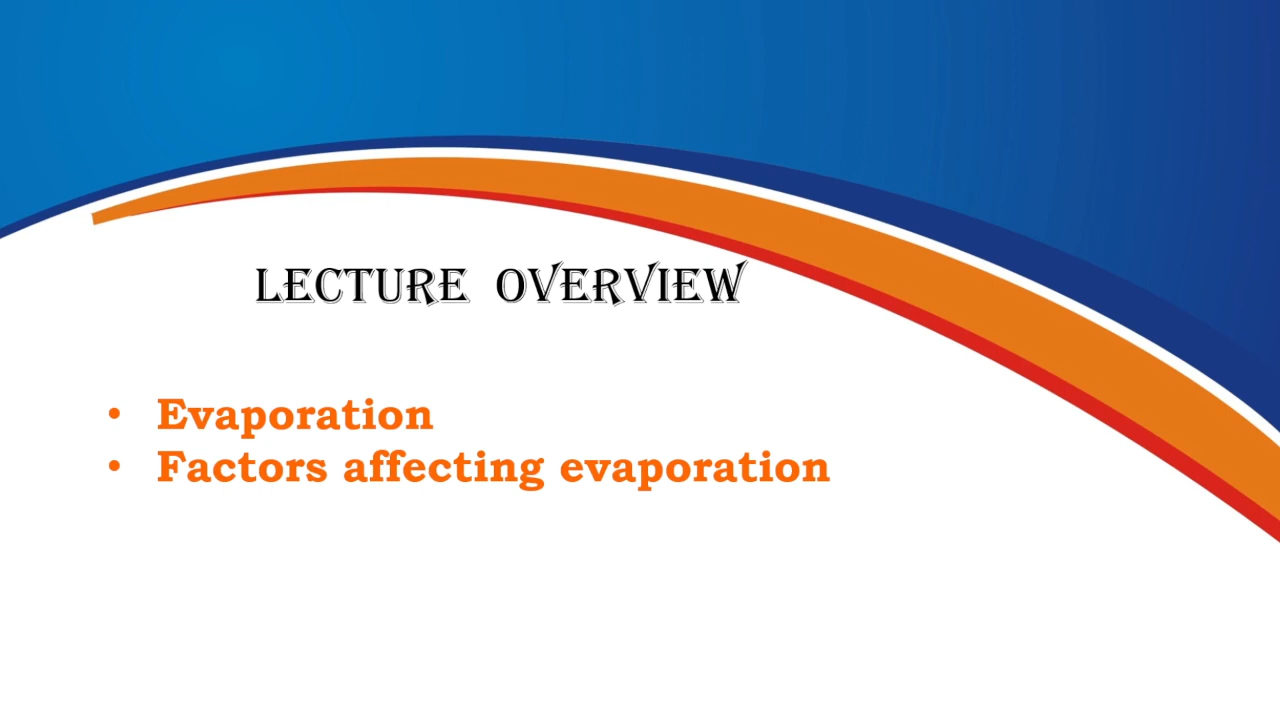 LECTURE OVERVIEW
• Evaporation
• Factors affecting evaporation